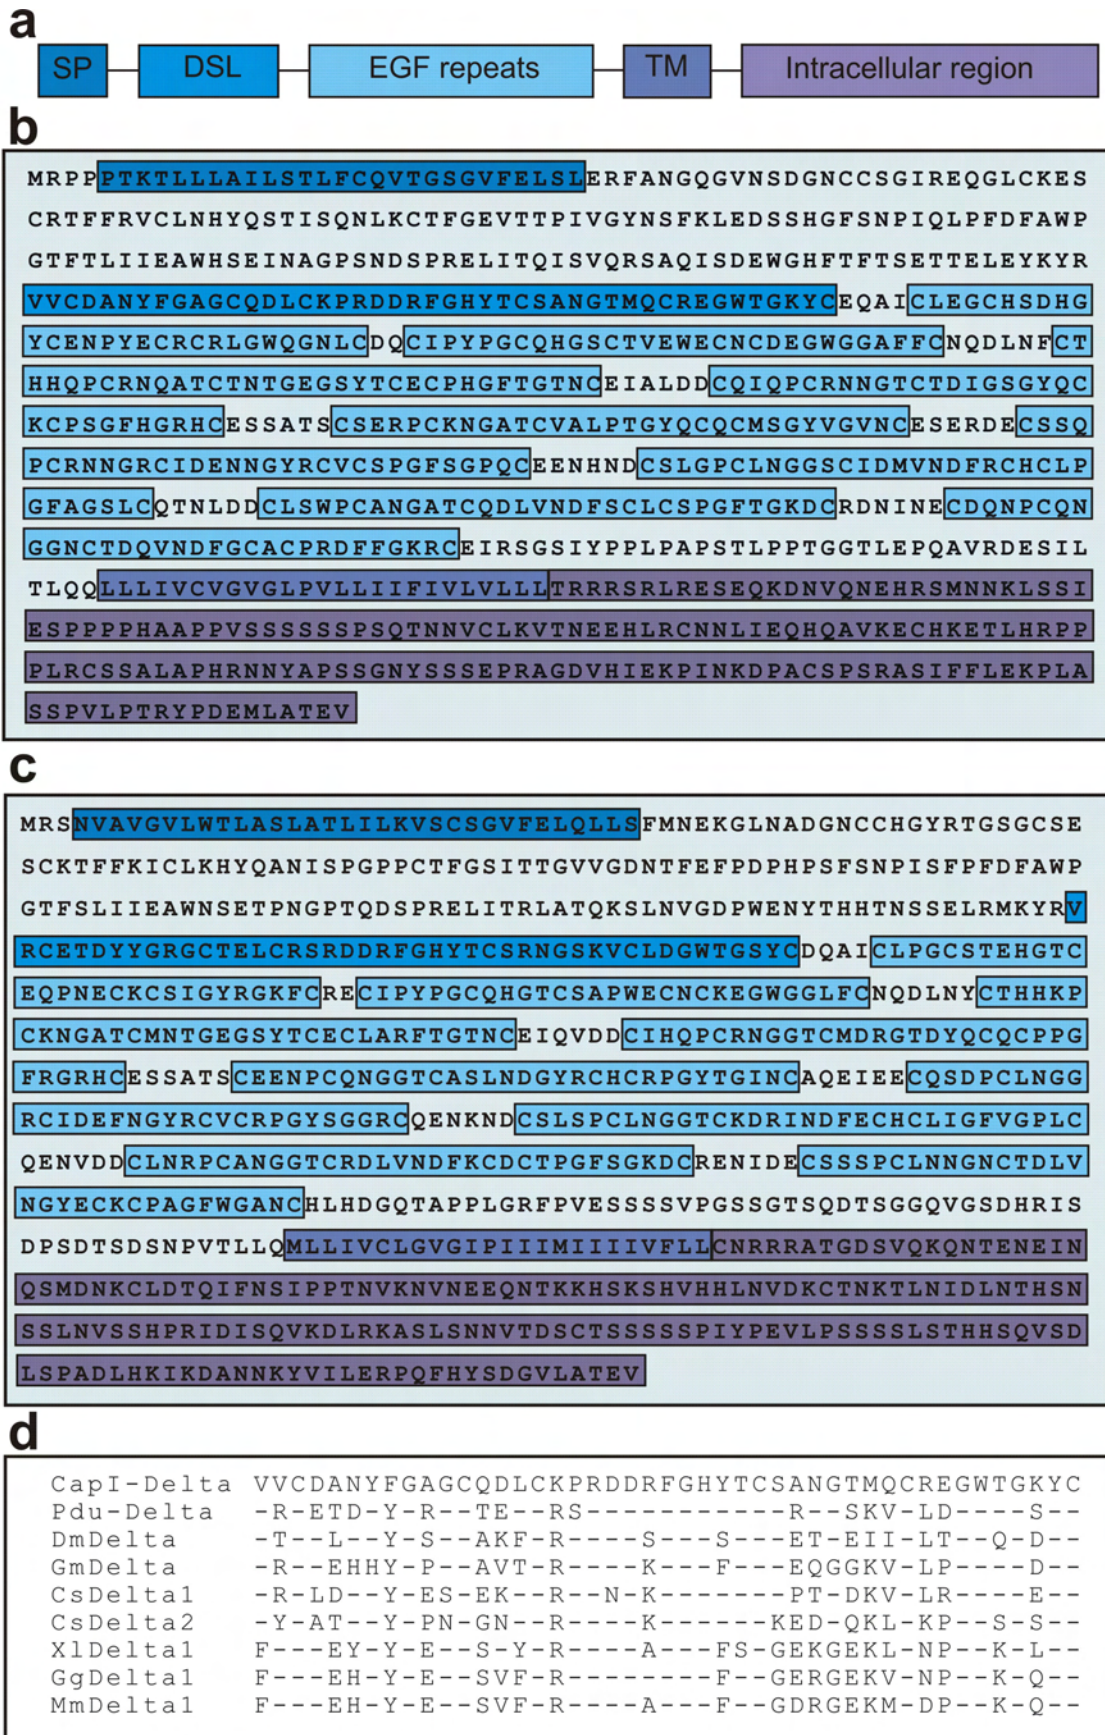 a
SP DSL EGF repeats TM Intracellular region
b
MRPPPTKTLLLAILSTLFCQVTGSGVFELSLERFANGQGVNSDGNCCSGIREQGLCKES
CRTFFRVCLNHYQSTISQNLKCTFGEVTTPIVGYNSFKLEDSSHGFSNPIQLPFDFAWP
GTFTLIIEAWHSEINAGPSNDSPRELITQISVQRSAQISDEWGHFTFTSETTELEYKYR
VVCDANYFGAGCQDLCKPRDDRFGHYTCSANGTMQCREGWTGKYCEQAICLEGCHSDHG
YCENPYECRCRLGWQGNLCDQCIPYPGCQHGSCTVEWECNCDEGWGGAFFCNQDLNFCT
HHQPCRNQATCTNTGEGSYTCECPHGFTGTNCEIALDDCQIQPCRNNGTCTDIGSGYQC
KCPSGFHGRHCESSATSCSERPCKNGATCVALPTGYQCQCMSGYVGVNCESERDECSSQ
PCRNNGRCIDENNGYRCVCSPGFSGPQCEENHNDCSLGPCLNGGSCIDMVNDFRCHCLP
GFAGSLCQTNLDDCLSWPCANGATCQDLVNDFSCLCSPGFTGKDCRDNINECDQNPCQN
GGNCTDQVNDFGCACPRDFFGKRCEIRSGSIYPPLPAPSTLPPTGGTLEPQAVRDESIL
TLQQLLLIVCVGVGLPVLLIIFIVLVLLLTRRRSRLRESEQKDNVQNEHRSMNNKLSSI
ESPPPPHAAPPVSSSSSSPSQTNNVCLKVTNEEHLRCNNLIEQHQAVKECHKETLHRPP
PLRCSSALAPHRNNYAPSSGNYSSSEPRAGDVHIEKPINKDPACSPSRASIFFLEKPLA
SSPVLPTRYPDEMLATEV
c
MRSNVAVGVLWTLASLATLILKVSCSGVFELQLLSFMNEKGLNADGNCCHGYRTGSGCSE
SCKTFFKICLKHYQANISPGPPCTFGSITTGVVGDNTFEFPDPHPSFSNPISFPFDFAWP
GTFSLIIEAWNSETPNGPTQDSPRELITRLATQKSLNVGDPWENYTHHTNSSELRMKYRV
RCETDYYGRGCTELCRSRDDRFGHYTCSRNGSKVCLDGWTGSYCDQAICLPGCSTEHGTC
EQPNECKCSIGYRGKFCRECIPYPGCQHGTCSAPWECNCKEGWGGLFCNQDLNYCTHHKP
CKNGATCMNTGEGSYTCECLARFTGTNCEIQVDDCIHQPCRNGGTCMDRGTDYQCQCPPG
FRGRHCESSATSCEENPCQNGGTCASLNDGYRCHCRPGYTGINCAQEIEECQSDPCLNGG
RCIDEFNGYRCVCRPGYSGGRCQENKNDCSLSPCLNGGTCKDRINDFECHCLIGFVGPLC
QENVDDCLNRPCANGGTCRDLVNDFKCDCTPGFSGKDCRENIDECSSSPCLNNGNCTDLV
NGYECKCPAGFWGANCHLHDGQTAPPLGRFPVESSSSVPGSSGTSQDTSGGQVGSDHRIS
DPSDTSDSNPVTLLQMLLIVCLGVGIPIIIMIIIIVFLLCNRRRATGDSVQKQNTENEIN
QSMDNKCLDTQIFNSIPPTNVKNVNEEQNTKKHSKSHVHHLNVDKCTNKTLNIDLNTHSN
SSLNVSSHPRIDISQVKDLRKASLSNNVTDSCTSSSSSPIYPEVLPSSSSLSTHHSQVSD
LSPADLHKIKDANNKYVILERPQFHYSDGVLATEV
d
CapI-Delta VVCDANYFGAGCQDLCKPRDDRFGHYTCSANGTMQCREGWTGKYC
Pdu-Delta -R-ETD-Y-R--TE--RS-----------R--SKV-LD----S--
DmDelta -T--L--Y-S--AKF-R----S---S---ET-EII-LT--Q-D--
GmDelta -R--EHHY-P--AVT-R----K---F---EQGGKV-LP----D--
CsDelta1 -R-LD--Y-ES-EK--R--N-K-------PT-DKV-LR----E--
CsDelta2 -Y-AT--Y-PN-GN--R----K------KED-QKL-KP--S-S--
XlDelta1 F---EY-Y-E--S-Y-R----A---FS-GEKGEKL-NP--K-L--
GgDelta1 F---EH-Y-E--SVF-R--------F--GERGEKV-NP--K-Q--
MmDelta1 F---EH-Y-E--SVF-R----A---F--GDRGEKM-DP--K-Q--